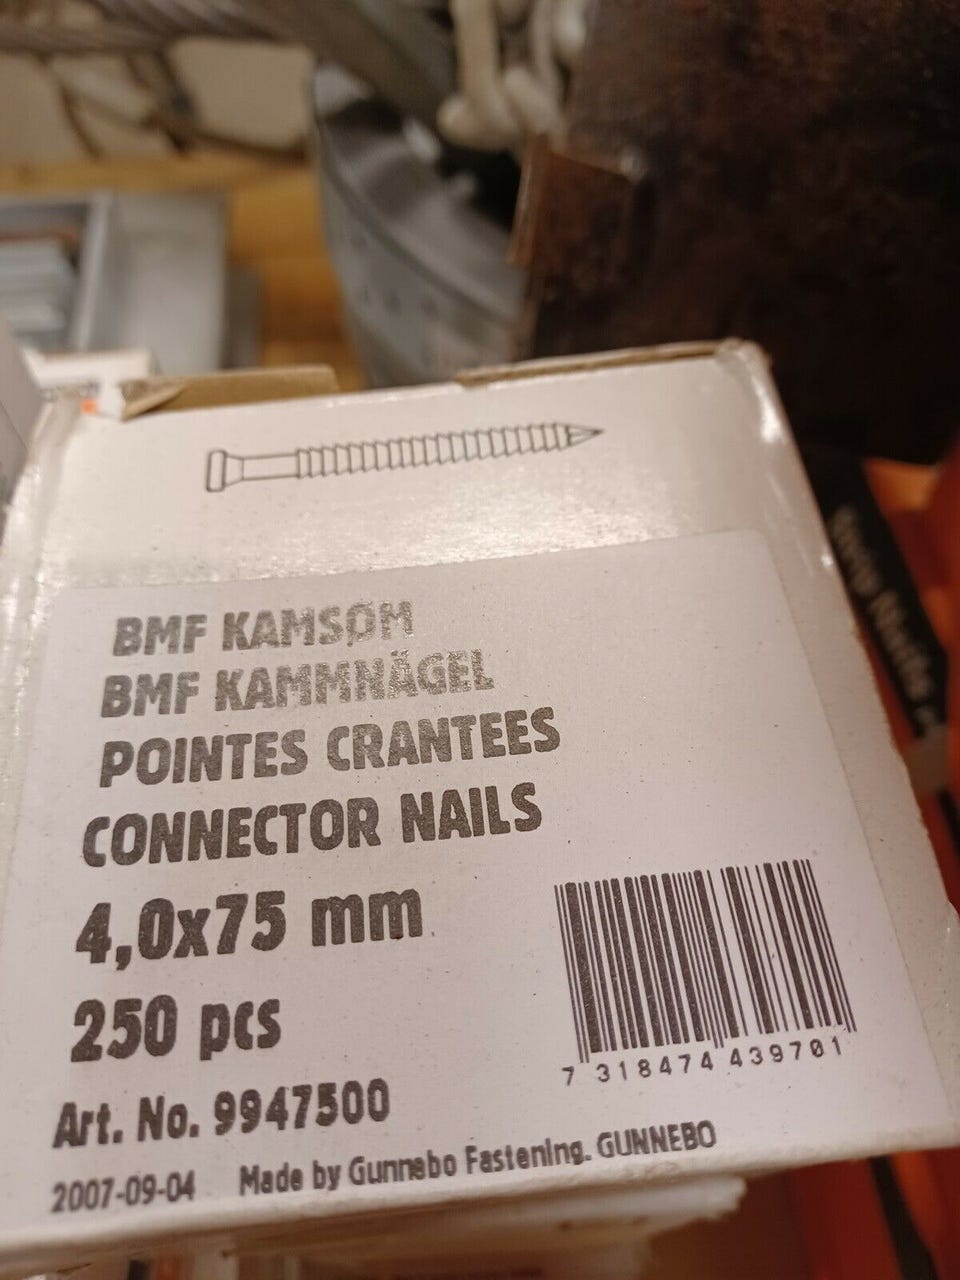 BMF KAMSØM
BMF KAMMNÄGEL
POINTES CRANTEES
CONNECTOR NAILS
4,0x75 mm
250 pcs
Art. No. 9947500
2007-09-04 Made by Gunnebo Fastening. GUNNEBO
7 318474 439701